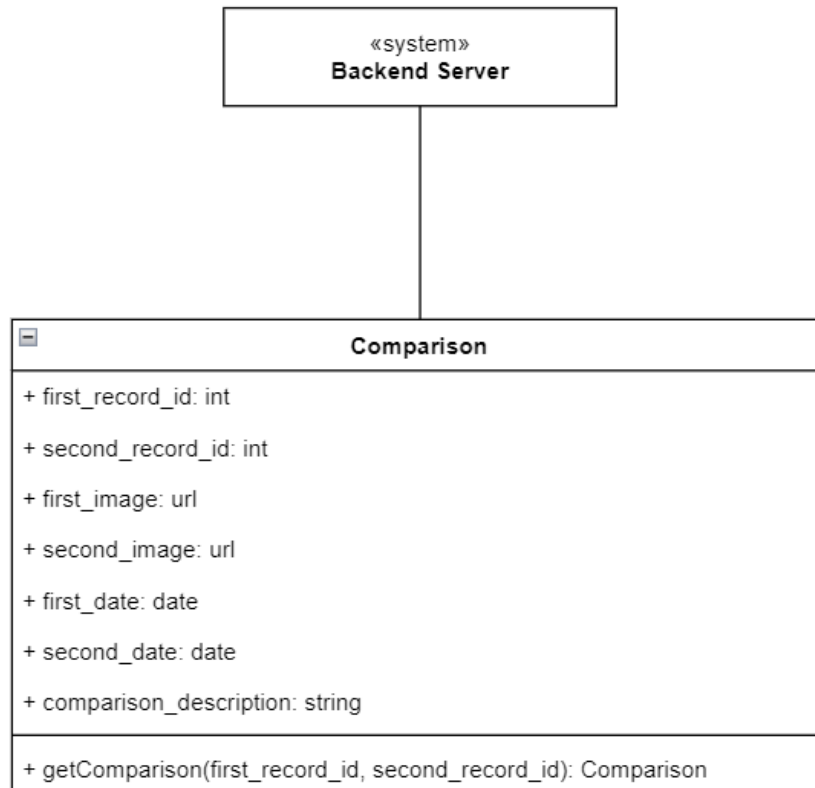 «system»
Backend Server
Comparison
+ first_record_id: int
+ second_record_id: int
+ first_image: url
+ second_image: url
+ first_date: date
+ second_date: date
+ comparison_description: string
+ getComparison(first_record_id, second_record_id): Comparison